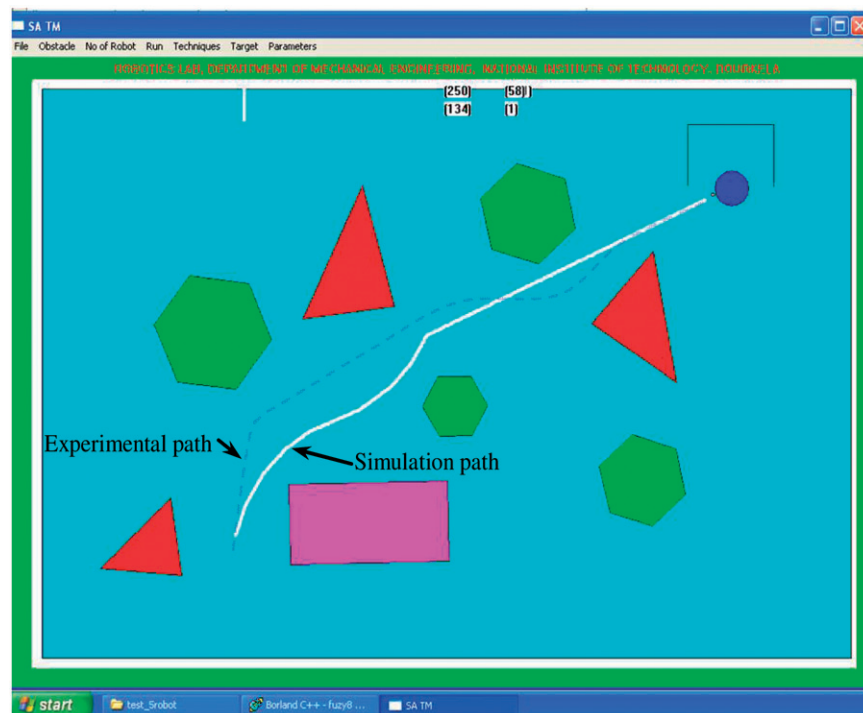 SA TM
File Obstacle No of Robot Run Techniques Target Parameters
ROBOTICS LAB, DEPARTMENT OF MECHANICAL ENGINEERING, NATIONAL INSTITUTE OF TECHNOLOGY, ROURKELA
(250) (58)
(134) (1)
Experimental path
Simulation path
start test_5robot Borland C++ - fuzy8 ... SA TM